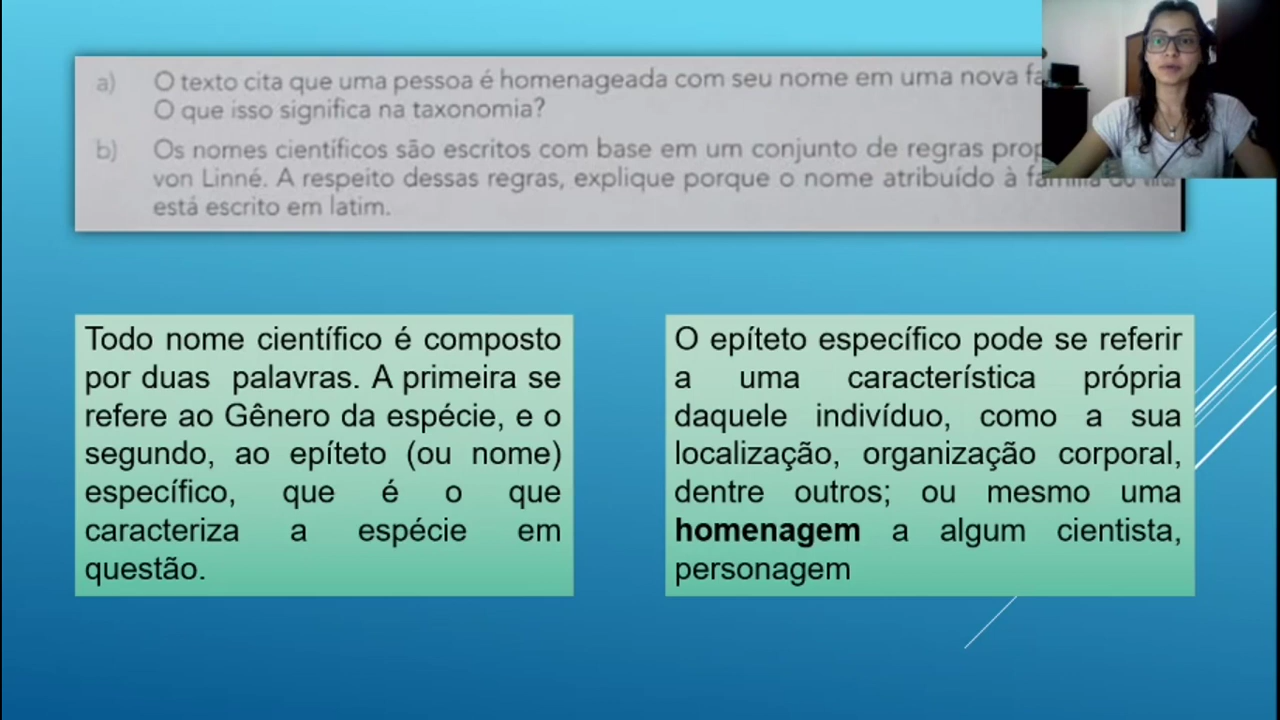 a) O texto cita que uma pessoa é homenageada com seu nome em uma nova
O que isso significa na taxonomia?
b) Os nomes científicos são escritos com base em um conjunto de regras
von Linné. A respeito dessas regras, explique porque o nome atribuído à família do
está escrito em latim.
Todo nome científico é composto
por duas palavras. A primeira se
refere ao Gênero da espécie, e o
segundo, ao epíteto (ou nome)
específico, que é o que
caracteriza a espécie em
questão.
O epíteto específico pode se referir
a uma característica própria
daquele indivíduo, como a sua
localização, organização corporal,
dentre outros; ou mesmo uma
homenagem a algum cientista,
personagem